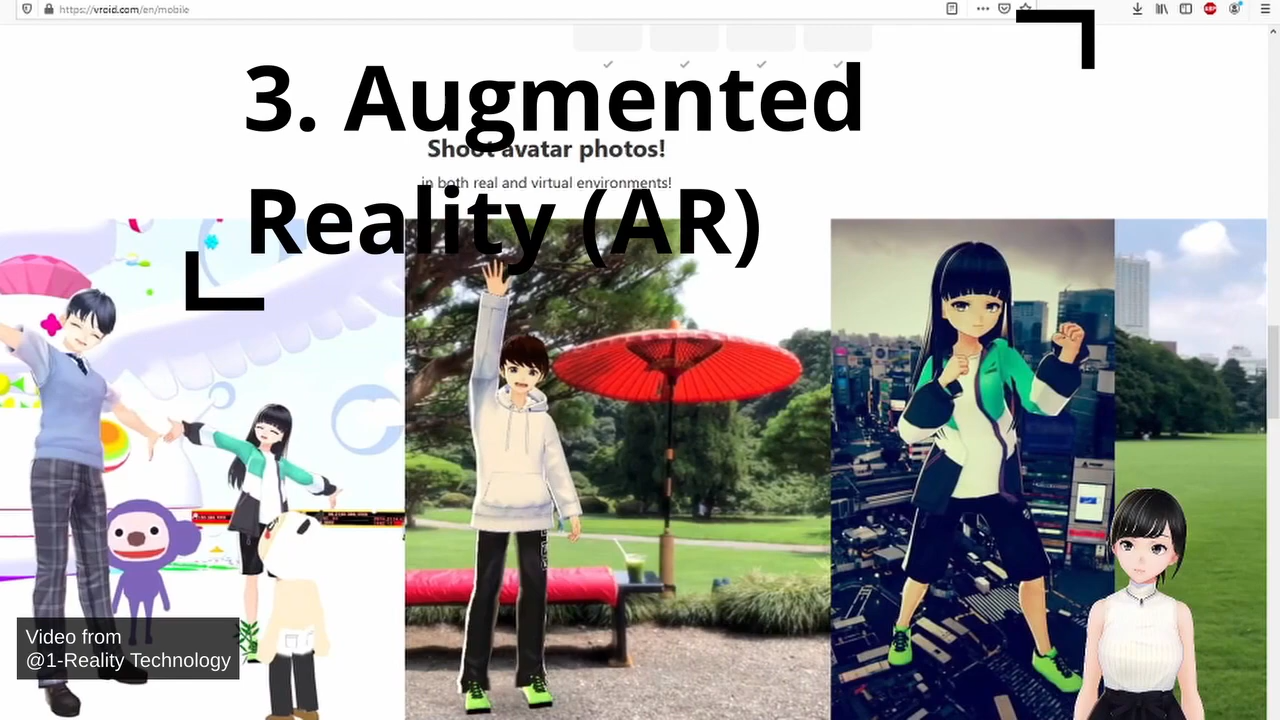 https://vroid.com/en/mobile
3. Augmented
Shoot avatar photos!
in both real and virtual environments!
Reality (AR)
Video from
@1-Reality Technology